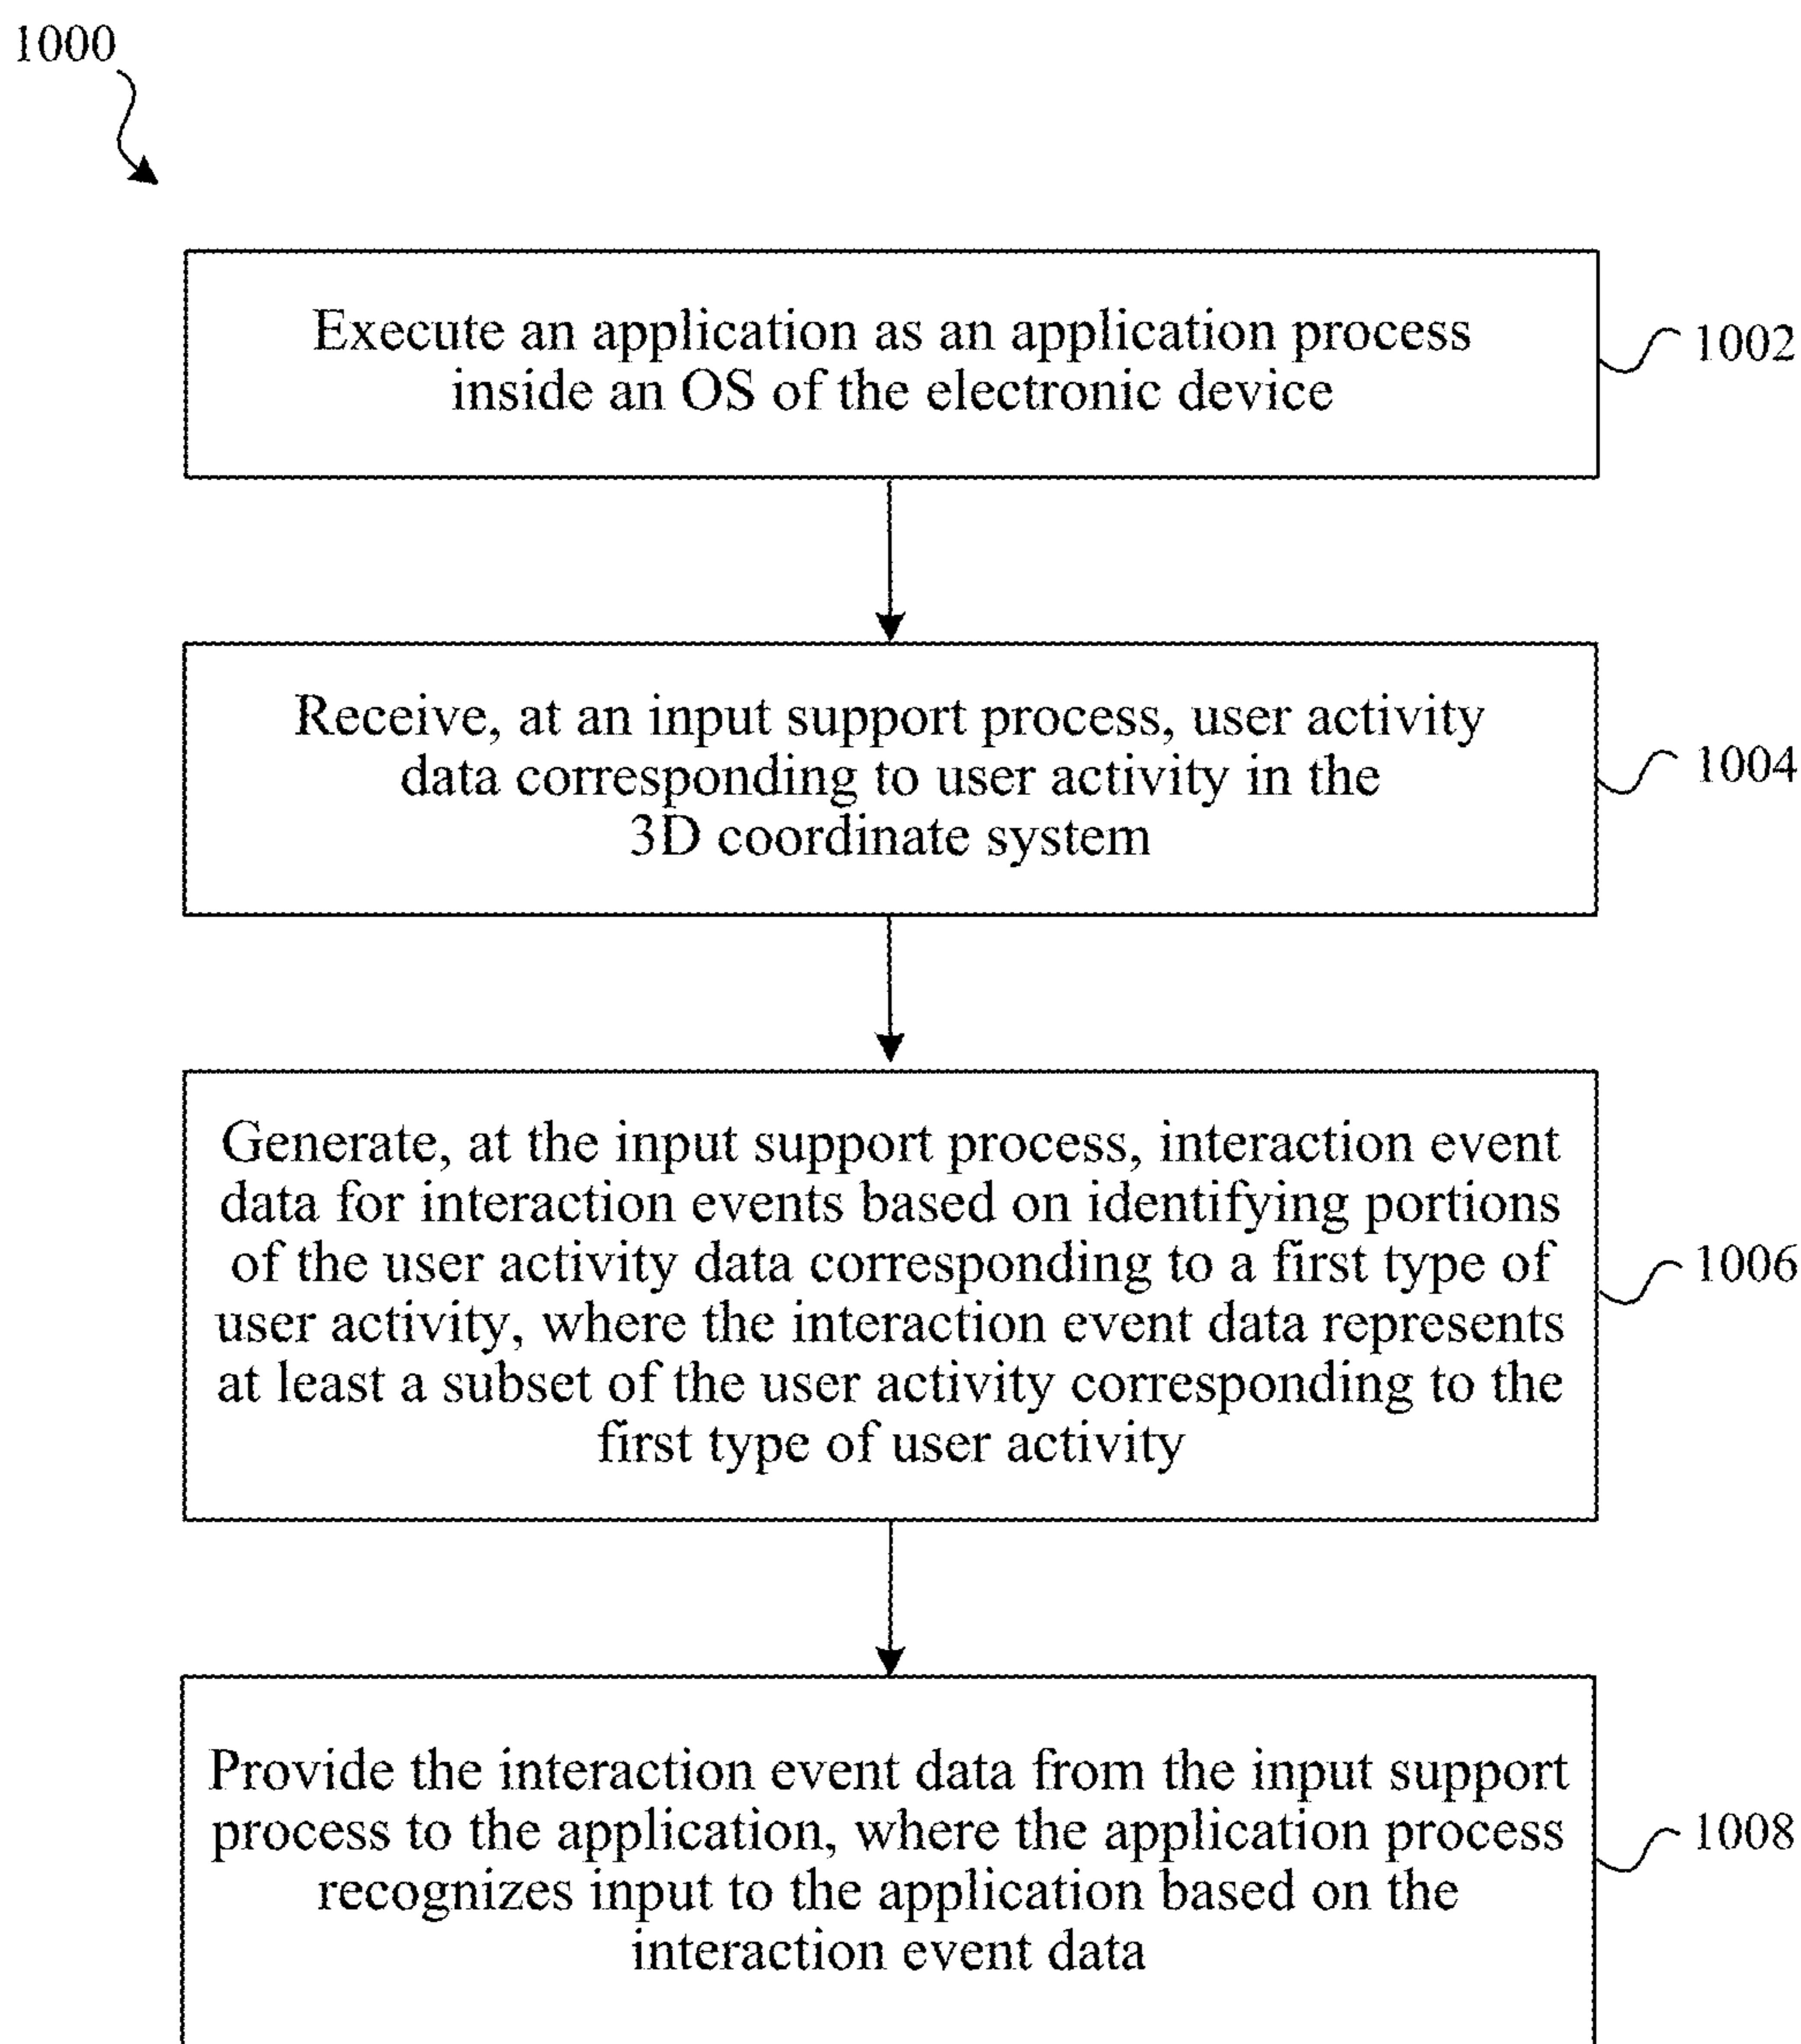 1000
Execute an application as an application process
inside an OS of the electronic device
1002
Receive, at an input support process, user activity
data corresponding to user activity in the
3D coordinate system
1004
Generate, at the input support process, interaction event
data for interaction events based on identifying portions
of the user activity data corresponding to a first type of
user activity, where the interaction event data represents
at least a subset of the user activity corresponding to the
first type of user activity
1006
Provide the interaction event data from the input support
process to the application, where the application process
recognizes input to the application based on the
interaction event data
1008